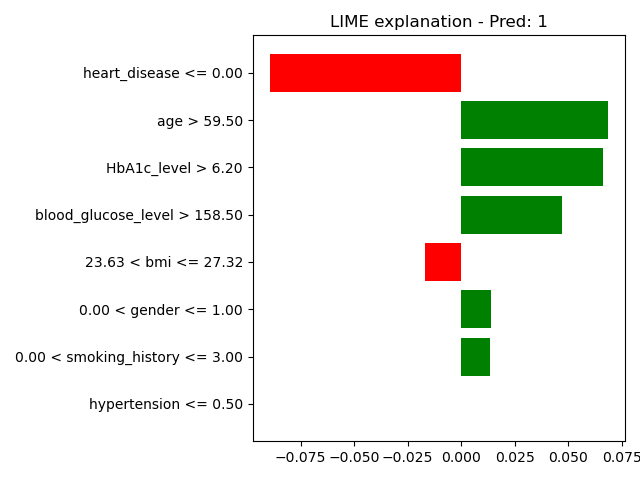 LIME explanation - Pred: 1
heart_disease <= 0.00
age > 59.50
HbA1c_level > 6.20
blood_glucose_level > 158.50
23.63 < bmi <= 27.32
0.00 < gender <= 1.00
0.00 < smoking_history <= 3.00
hypertension <= 0.50
−0.075 −0.050 −0.025 0.000 0.025 0.050 0.075